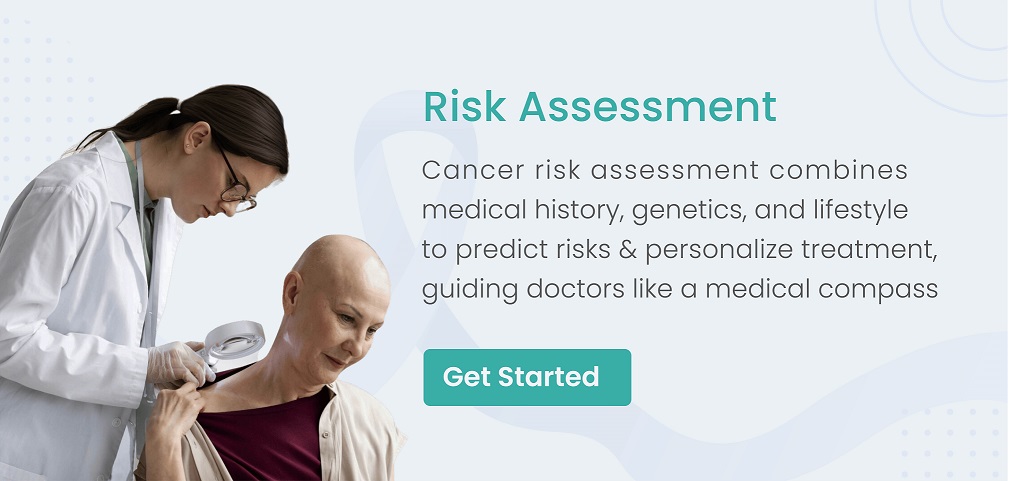 Risk Assessment
Cancer risk assessment combines
medical history, genetics, and lifestyle
to predict risks & personalize treatment,
guiding doctors like a medical compass
Get Started